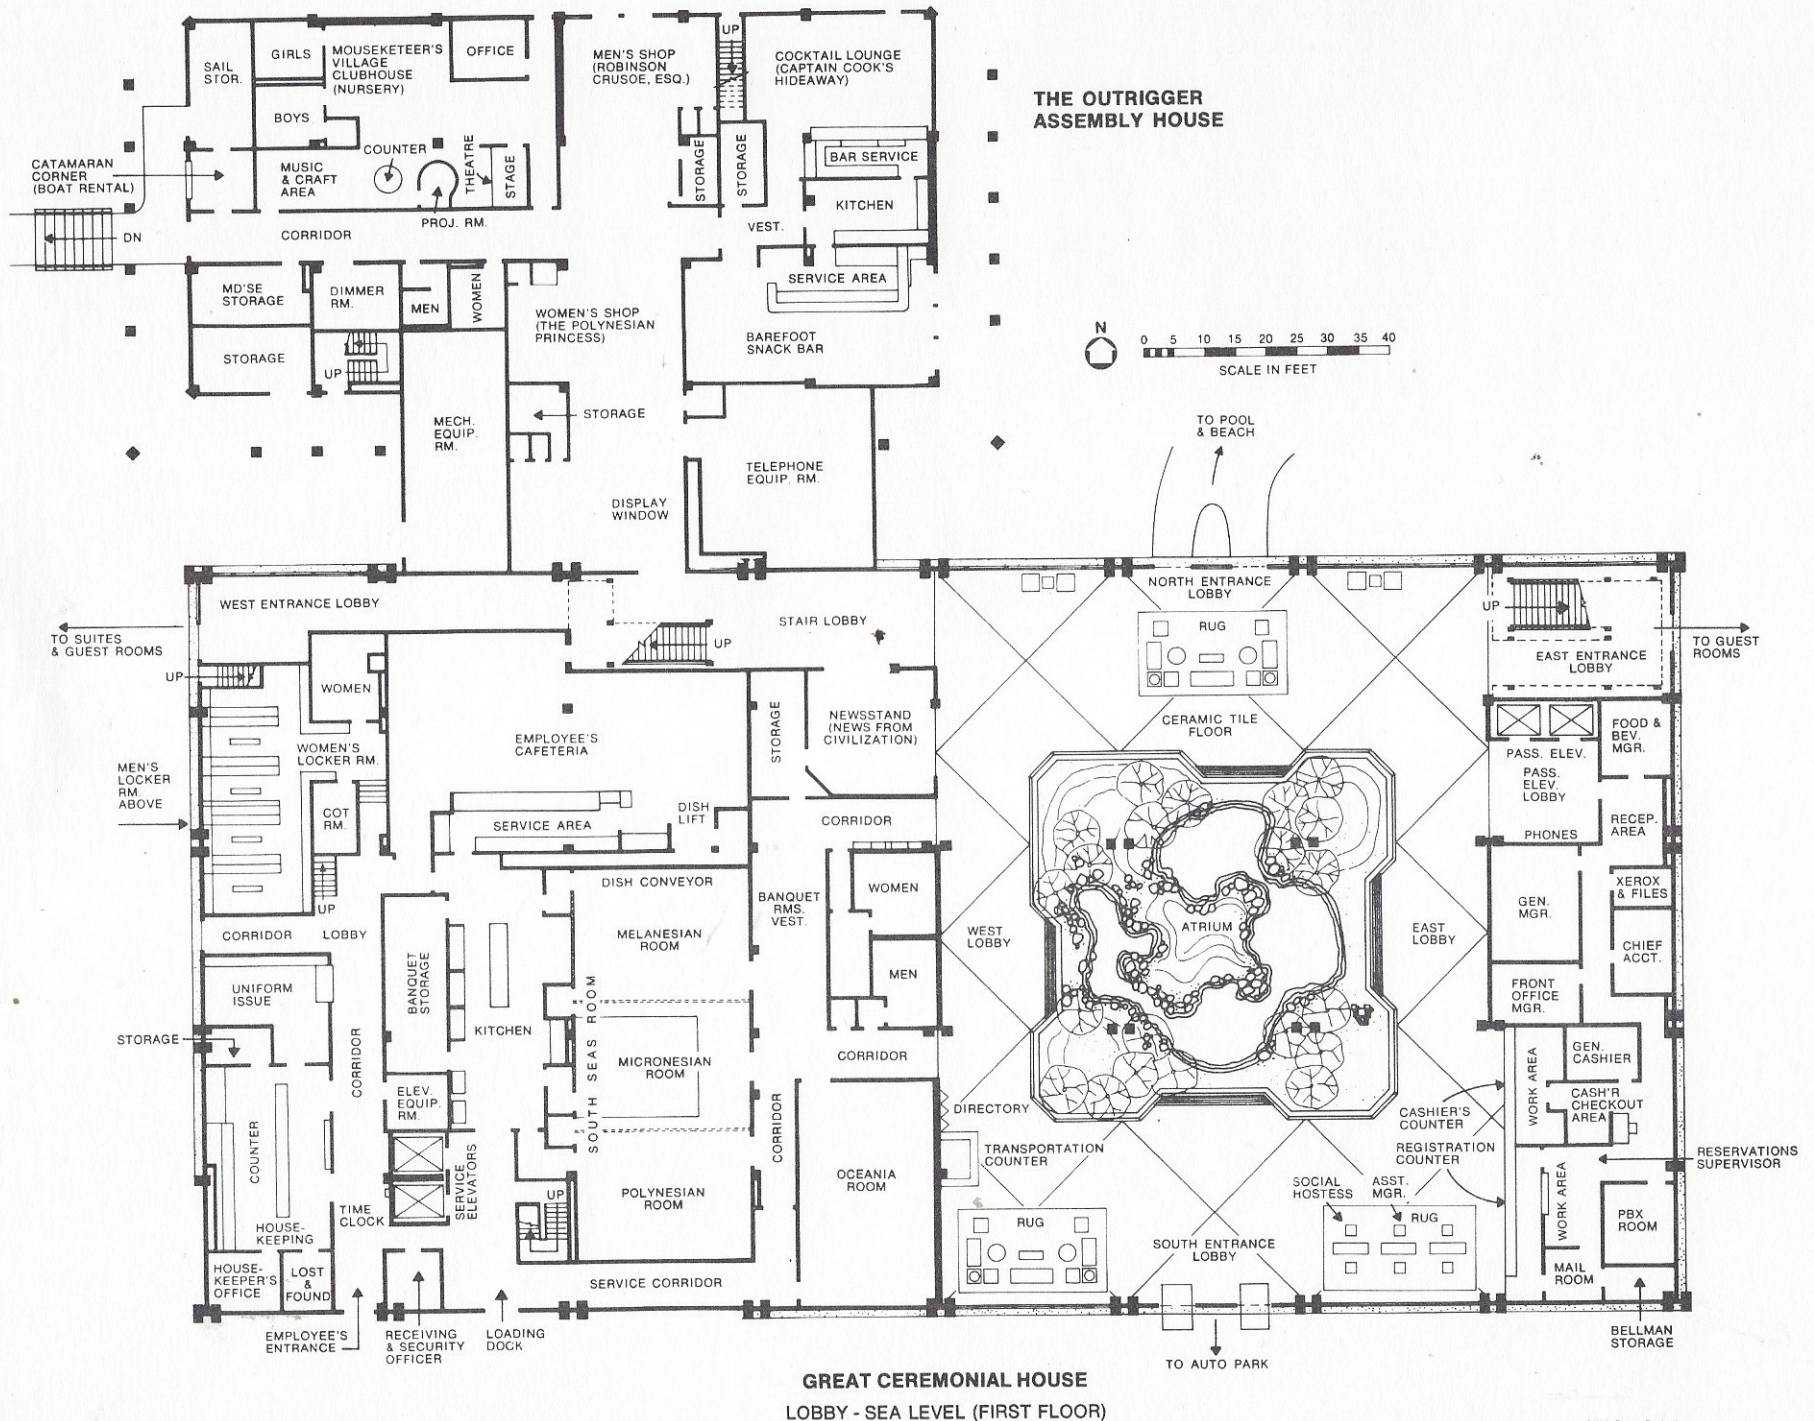 GIRLS
MOUSEKETEER'S
VILLAGE
CLUBHOUSE
(NURSERY)
OFFICE
SAIL
STOR.
BOYS
MEN'S SHOP
(ROBINSON
CRUSOE, ESQ.)
UP
COCKTAIL LOUNGE
(CAPTAIN COOK'S
HIDEAWAY)
THE OUTRIGGER
ASSEMBLY HOUSE
CATAMARAN
CORNER
(BOAT RENTAL)
MUSIC
& CRAFT
AREA
COUNTER
THEATRE
STAGE
PROJ. RM.
STORAGE
STORAGE
BAR SERVICE
KITCHEN
VEST.
DN
CORRIDOR
SERVICE AREA
MD'SE
STORAGE
DIMMER
RM.
MEN
WOMEN
WOMEN'S SHOP
(THE POLYNESIAN
PRINCESS)
BAREFOOT
SNACK BAR
N
0 5 10 15 20 25 30 35 40
SCALE IN FEET
STORAGE
UP
MECH.
EQUIP.
RM.
STORAGE
TELEPHONE
EQUIP. RM.
DISPLAY
WINDOW
TO POOL
& BEACH
WEST ENTRANCE LOBBY
TO SUITES
& GUEST ROOMS
STAIR LOBBY
UP
NORTH ENTRANCE
LOBBY
RUG
UP
EAST ENTRANCE
LOBBY
TO GUEST
ROOMS
UP
WOMEN
WOMEN'S
LOCKER RM.
MEN'S
LOCKER
RM.
ABOVE
COT
RM.
UP
EMPLOYEE'S
CAFETERIA
SERVICE AREA
DISH
LIFT
STORAGE
NEWSSTAND
(NEWS FROM
CIVILIZATION)
CORRIDOR
CERAMIC TILE
FLOOR
PASS. ELEV.
PASS.
ELEV.
LOBBY
PHONES
FOOD &
BEV.
MGR.
RECEP.
AREA
DISH CONVEYOR
BANQUET
RMS.
VEST.
WOMEN
MEN
WEST
LOBBY
ATRIUM
EAST
LOBBY
GEN.
MGR.
XEROX
& FILES
CHIEF
ACCT.
FRONT
OFFICE
MGR.
CORRIDOR
LOBBY
UNIFORM
ISSUE
STORAGE
CORRIDOR
BANQUET
STORAGE
KITCHEN
ELEV.
EQUIP.
RM.
MELANESIAN
ROOM
SOUTH SEAS ROOM
MICRONESIAN
ROOM
POLYNESIAN
ROOM
CORRIDOR
CORRIDOR
OCEANIA
ROOM
COUNTER
HOUSE-
KEEPING
TIME
CLOCK
SERVICE
ELEVATORS
UP
HOUSE-
KEEPER'S
OFFICE
LOST
&
FOUND
SERVICE CORRIDOR
DIRECTORY
TRANSPORTATION
COUNTER
RUG
SOUTH ENTRANCE
LOBBY
SOCIAL
HOSTESS
ASST.
MGR.
RUG
CASHIER'S
COUNTER
REGISTRATION
COUNTER
WORK AREA
GEN.
CASHIER
CASH'R
CHECKOUT
AREA
RESERVATIONS
SUPERVISOR
WORK AREA
PBX
ROOM
MAIL
ROOM
BELLMAN
STORAGE
EMPLOYEE'S
ENTRANCE
RECEIVING
& SECURITY
OFFICER
LOADING
DOCK
TO AUTO PARK
GREAT CEREMONIAL HOUSE
LOBBY - SEA LEVEL (FIRST FLOOR)